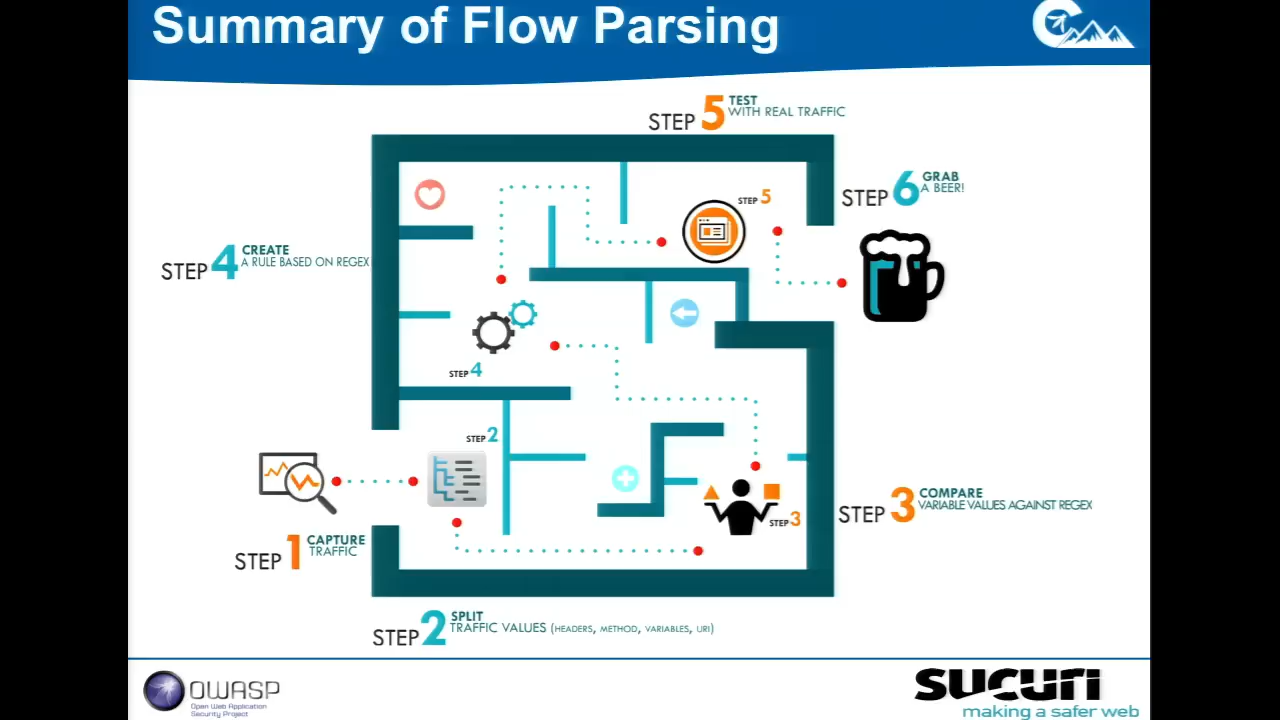 Summary of Flow Parsing
STEP 5 TEST
WITH REAL TRAFFIC
STEP 6 GRAB
A BEER!
STEP 5
STEP 4 CREATE
A RULE BASED ON REGEX
STEP 4
STEP 2
STEP 3 COMPARE
VARIABLE VALUES AGAINST REGEX
STEP 3
STEP 1 CAPTURE
TRAFFIC
STEP 2 SPLIT
TRAFFIC VALUES (HEADERS, METHOD, VARIABLES, URI)
OWASP
Open Web Application
Security Project
sucuri
making a safer web